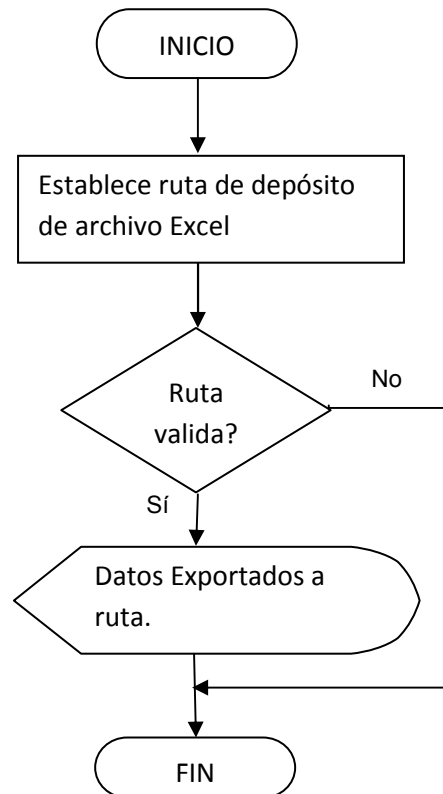 INICIO
Establece ruta de depósito
de archivo Excel
Ruta
valida?
No
Sí
Datos Exportados a
ruta.
FIN